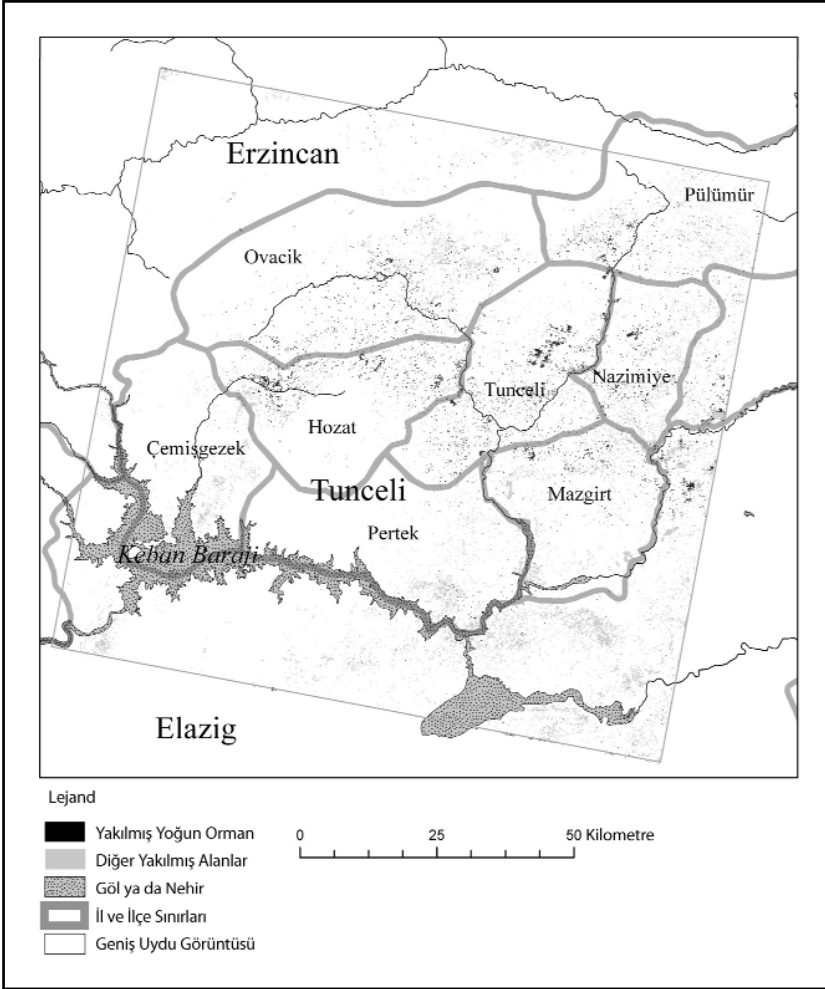 Erzincan
Pülümür
Ovacik
Tunceli
Nazimiye
Hozat
Çemişgezek
Tunceli
Mazgirt
Pertek
Keban Baraji
Elazig
Lejand
Yakılmış Yoğun Orman
Diğer Yakılmış Alanlar
Göl ya da Nehir
İl ve İlçe Sınırları
Geniş Uydu Görüntüsü
0 25 50 Kilometre